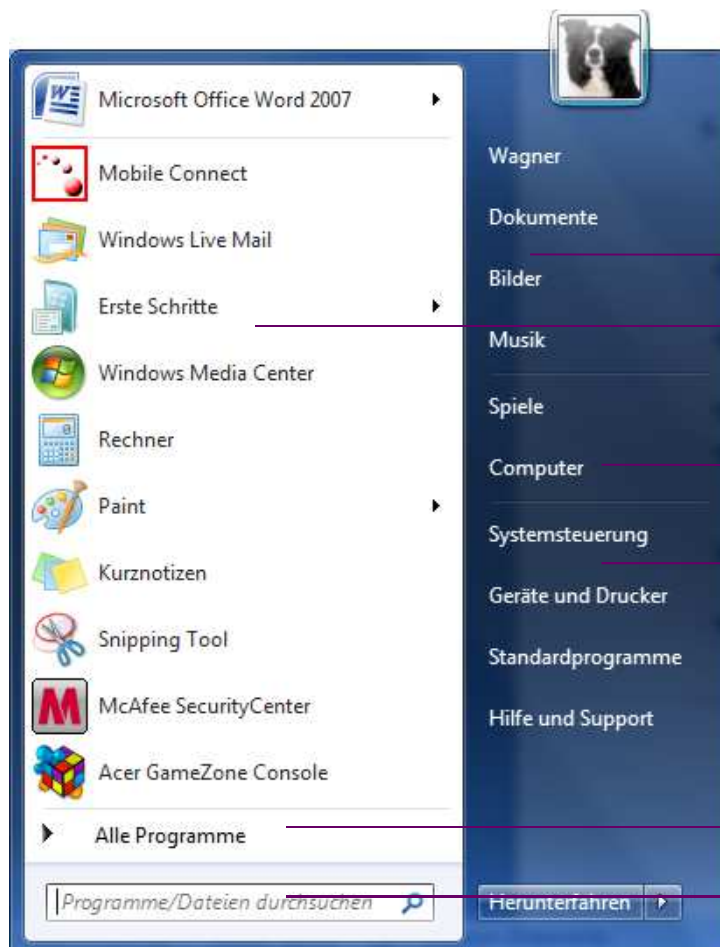 Microsoft Office Word 2007
Mobile Connect
Windows Live Mail
Erste Schritte
Windows Media Center
Rechner
Paint
Kurznotizen
Snipping Tool
McAfee SecurityCenter
Acer GameZone Console
Alle Programme
Programme/Dateien durchsuchen
Wagner
Dokumente
Bilder
Musik
Spiele
Computer
Systemsteuerung
Geräte und Drucker
Standardprogramme
Hilfe und Support
Herunterfahren